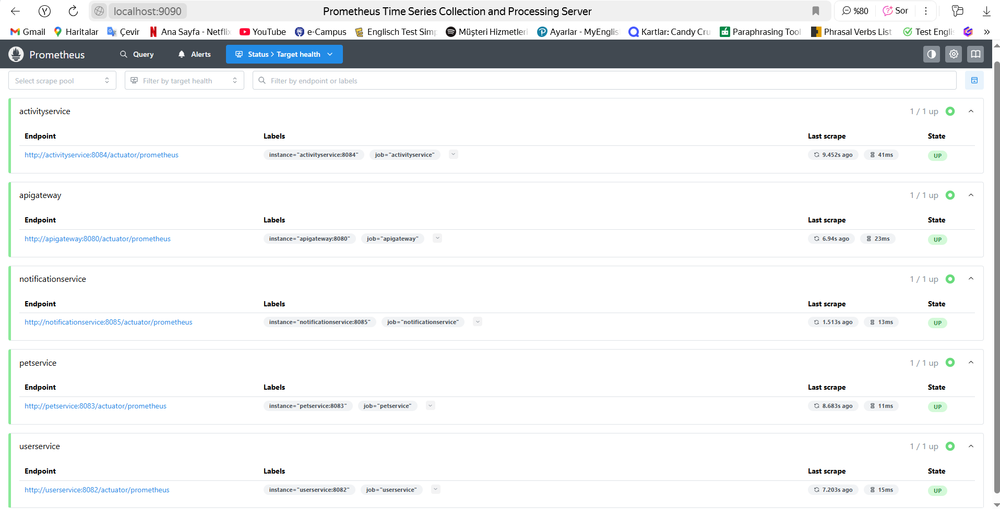 localhost:9090 Prometheus Time Series Collection and Processing Server %80 Sor
Gmail Haritalar Çevir Ana Sayfa - Netflix YouTube e-Campus Englisch Test Simp Müşteri Hizmetleri Ayarlar - MyEnglis Kartlar: Candy Cru Paraphrasing Tool Phrasal Verbs List Test Englis »
Prometheus Query Alerts Status > Target health
Select scrape pool Filter by target health Filter by endpoint or labels
activityservice 1 / 1 up
Endpoint Labels Last scrape State
http://activityservice:8084/actuator/prometheus instance="activityservice:8084" job="activityservice" 9.452s ago 41ms UP
apigateway 1 / 1 up
Endpoint Labels Last scrape State
http://apigateway:8080/actuator/prometheus instance="apigateway:8080" job="apigateway" 6.94s ago 23ms UP
notificationservice 1 / 1 up
Endpoint Labels Last scrape State
http://notificationservice:8085/actuator/prometheus instance="notificationservice:8085" job="notificationservice" 1.513s ago 13ms UP
petservice 1 / 1 up
Endpoint Labels Last scrape State
http://petservice:8083/actuator/prometheus instance="petservice:8083" job="petservice" 8.683s ago 11ms UP
userservice 1 / 1 up
Endpoint Labels Last scrape State
http://userservice:8082/actuator/prometheus instance="userservice:8082" job="userservice" 7.203s ago 15ms UP